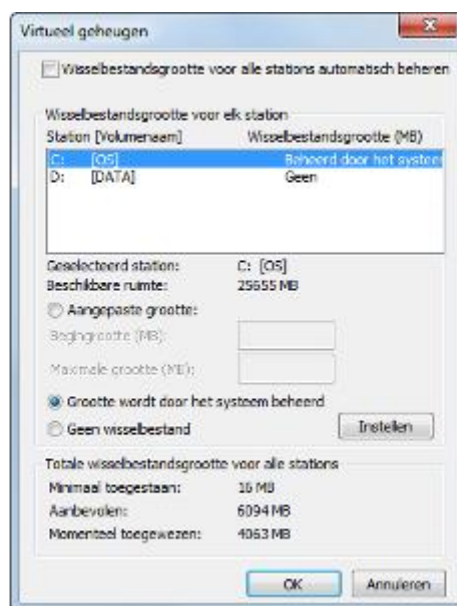 Virtueel geheugen
Wisselbestandsgrootte voor alle stations automatisch beheren
Wisselbestandsgrootte voor elk station
Station [Volumenaam] Wisselbestandsgrootte (MB)
C: [OS] Beheerd door het systeem
D: [DATA] Geen
Geselecteerd station: C: [OS]
Beschikbare ruimte: 25655 MB
Aangepaste grootte:
Begingrootte (MB):
Maximale grootte (MB):
Grootte wordt door het systeem beheerd
Geen wisselbestand Instellen
Totale wisselbestandsgrootte voor alle stations
Minimaal toegestaan: 16 MB
Aanbevolen: 6094 MB
Momenteel toegewezen: 4063 MB
OK Annuleren